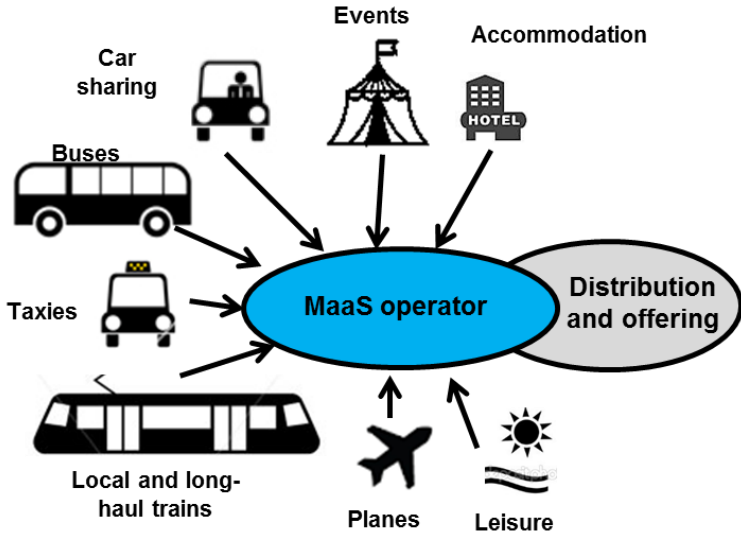 Events
Accommodation
Car
sharing
HOTEL
Buses
MaaS operator
Distribution
and offering
Taxies
Local and long-
haul trains
Planes
Leisure